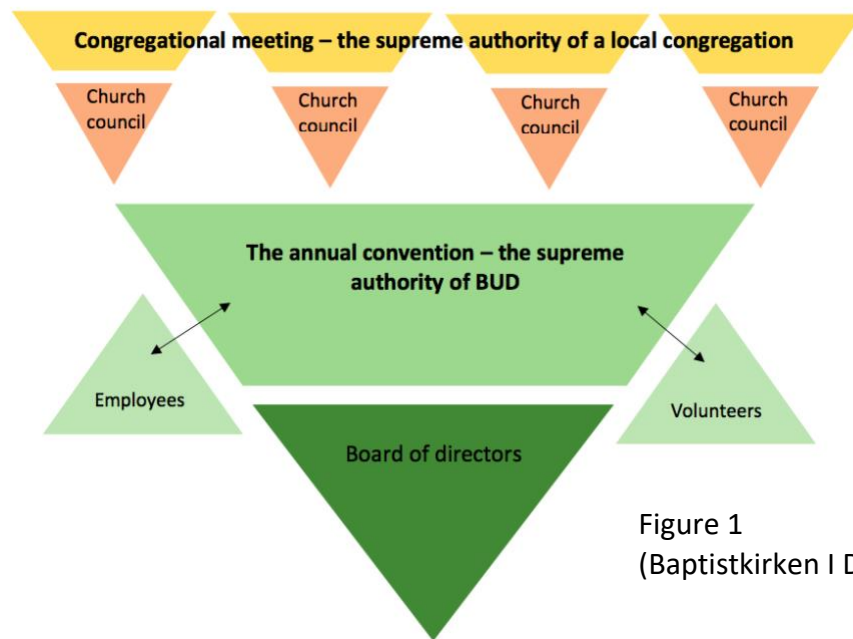 Congregational meeting – the supreme authority of a local congregation
Church
council
Church
council
Church
council
Church
council
The annual convention – the supreme
authority of BUD
Employees
Volunteers
Board of directors
Figure 1
(Baptistkirken I D